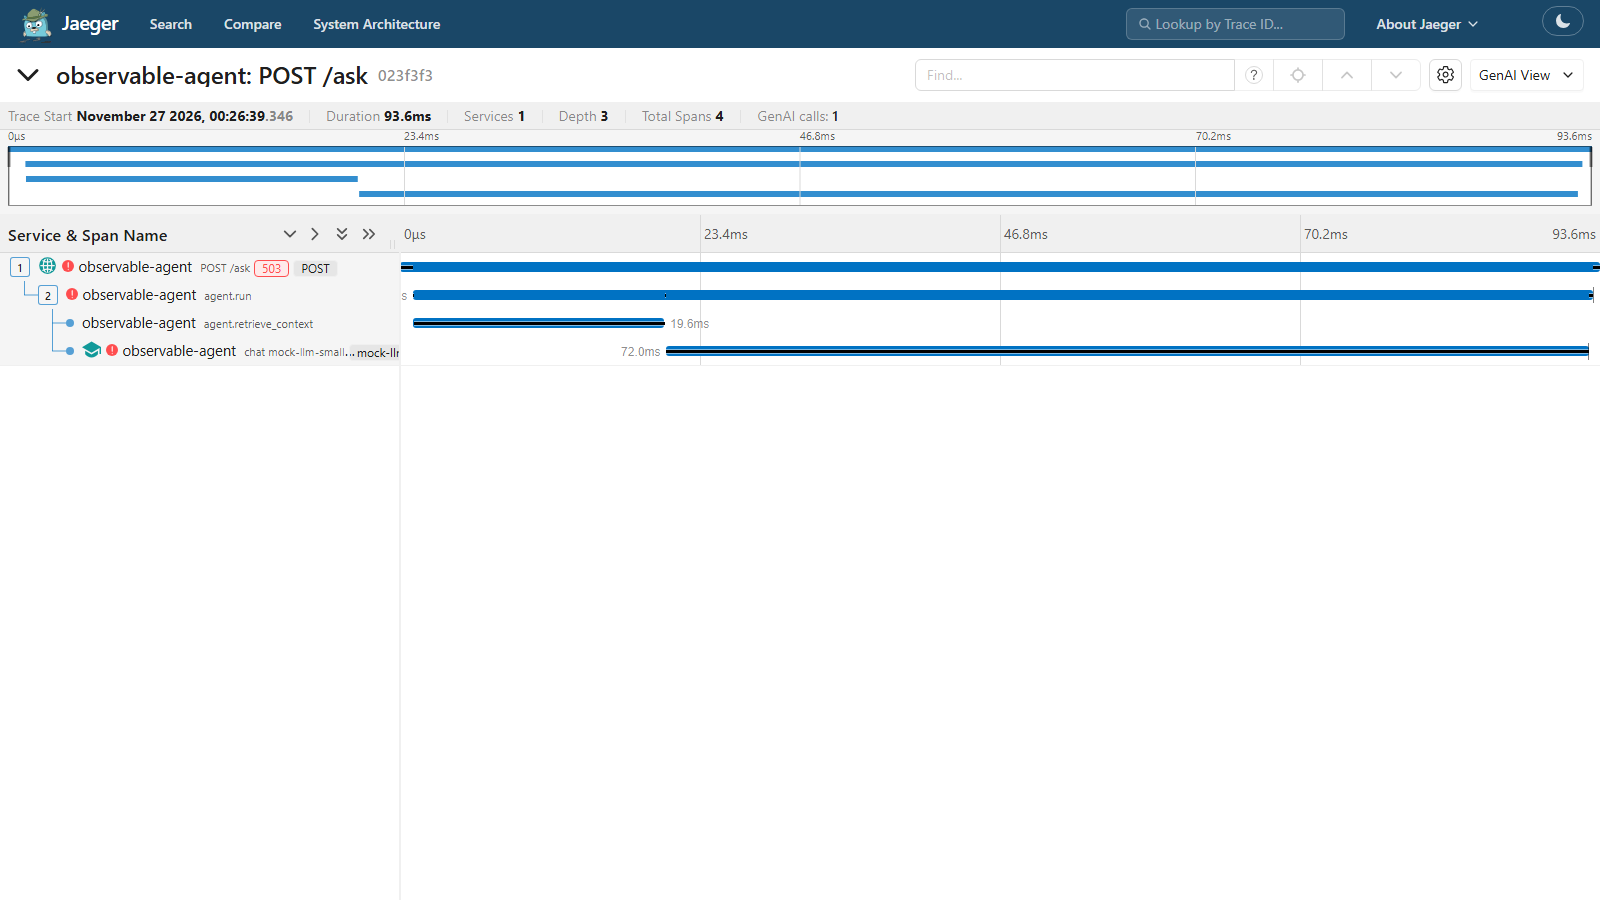 Jaeger Search Compare System Architecture Lookup by Trace ID... About Jaeger
observable-agent: POST /ask 023f3f3 Find... ? GenAI View
Trace Start November 27 2026, 00:26:39.346 Duration 93.6ms Services 1 Depth 3 Total Spans 4 GenAI calls: 1
0μs 23.4ms 46.8ms 70.2ms 93.6ms
Service & Span Name 0μs 23.4ms 46.8ms 70.2ms 93.6ms
1 observable-agent POST /ask 503 POST
2 observable-agent agent.run s
observable-agent agent.retrieve_context 19.6ms
observable-agent chat mock-llm-small... mock-llm 72.0ms